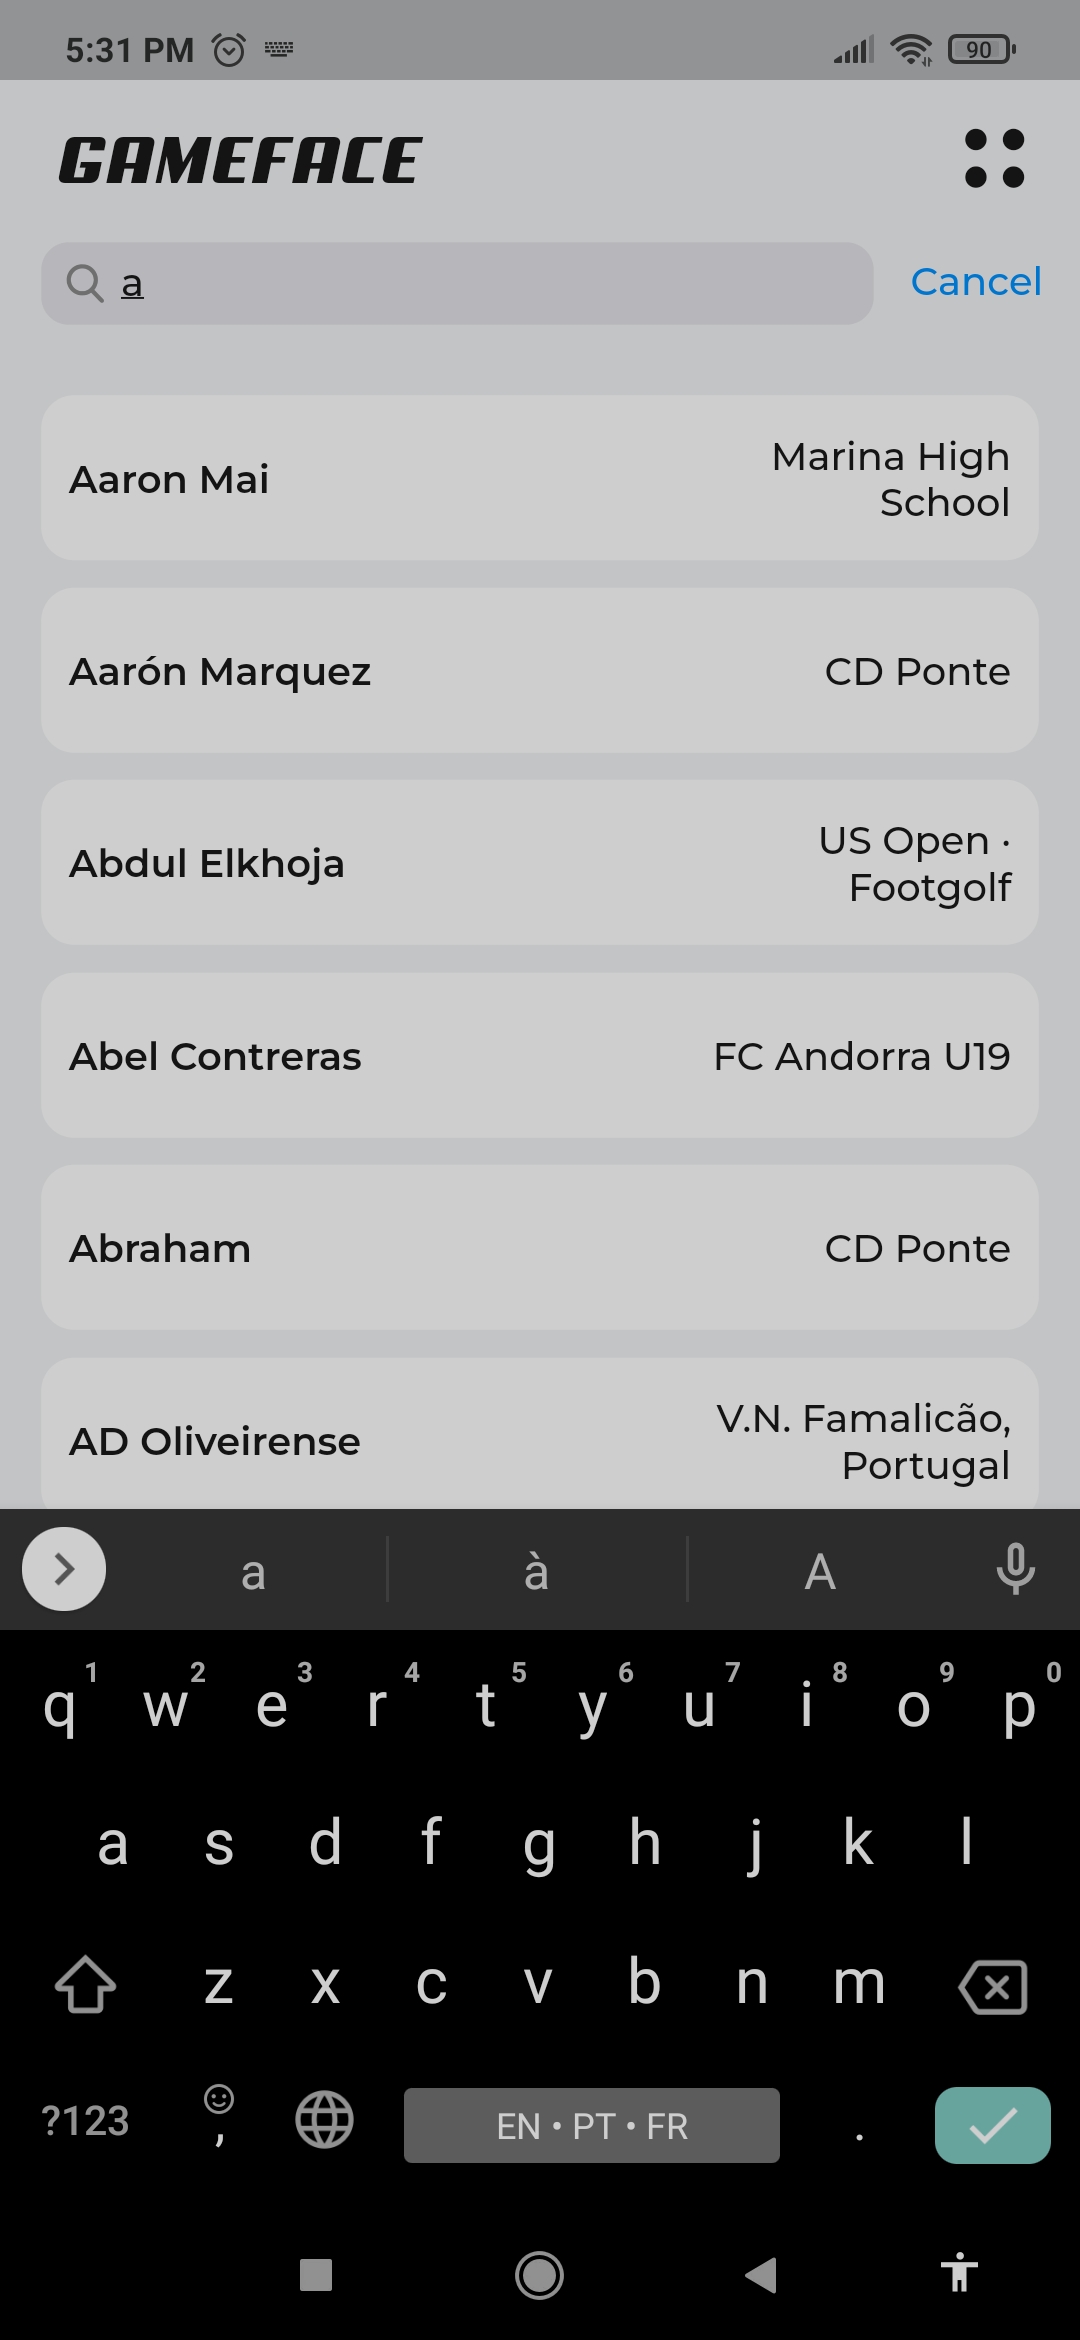 5:31 PM 90
GAMEFACE
a Cancel
Aaron Mai Marina High
School
Aarón Marquez CD Ponte
Abdul Elkhoja US Open ·
Footgolf
Abel Contreras FC Andorra U19
Abraham CD Ponte
AD Oliveirense V.N. Famalicão,
Portugal
a à A
1 2 3 4 5 6 7 8 9 0
q w e r t y u i o p
a s d f g h j k l
z x c v b n m
?123 , EN • PT • FR .